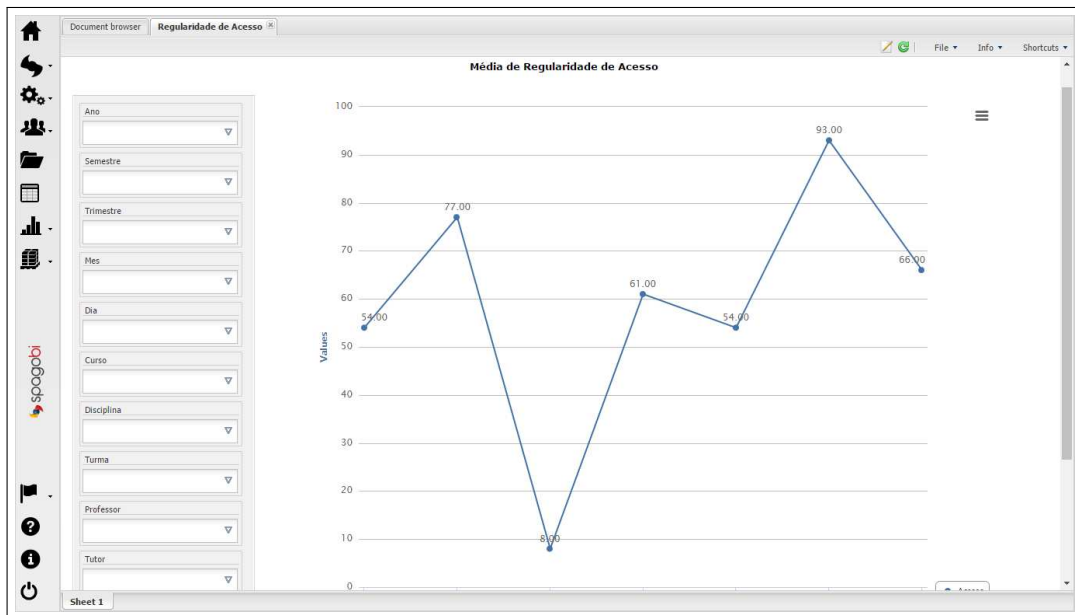 Document browser
Regularidade de Acesso
File
Info
Shortcuts
Média de Regularidade de Acesso
Ano
Semestre
Trimestre
Mes
Dia
Curso
Disciplina
Turma
Professor
Tutor
spagobi
Values
100
90
80
70
60
50
40
30
20
10
0
54.00
77.00
8.00
61.00
54.00
93.00
66.00
Sheet 1